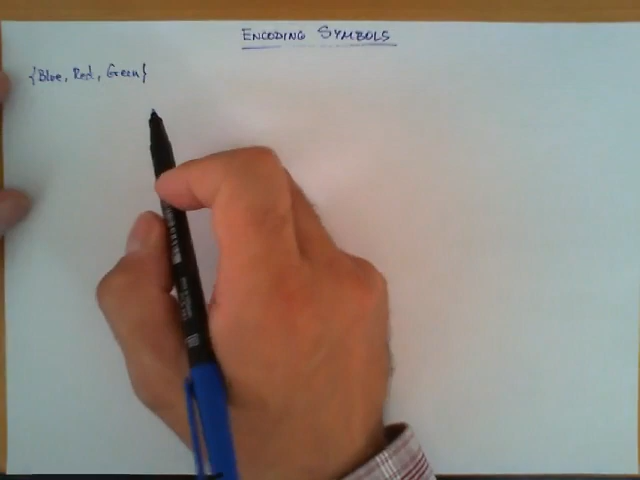 ENCODING SYMBOLS
{Blue, Red, Green}